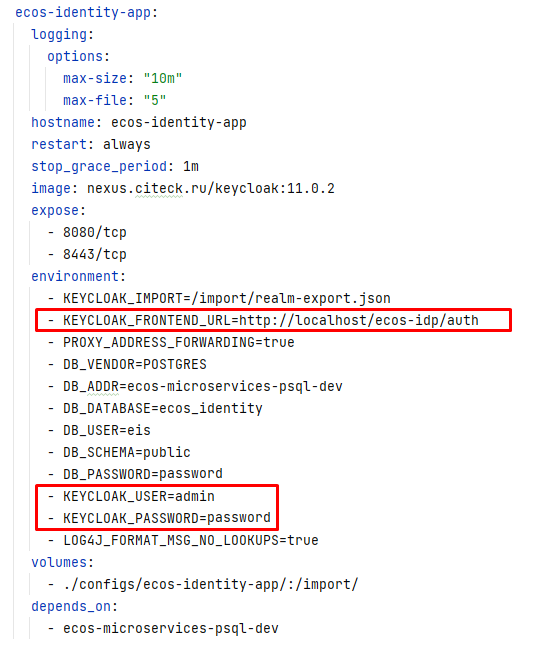 ecos-identity-app:
  logging:
    options:
      max-size: "10m"
      max-file: "5"
  hostname: ecos-identity-app
  restart: always
  stop_grace_period: 1m
  image: nexus.citeck.ru/keycloak:11.0.2
  expose:
    - 8080/tcp
    - 8443/tcp
  environment:
    - KEYCLOAK_IMPORT=/import/realm-export.json
    - KEYCLOAK_FRONTEND_URL=http://localhost/ecos-idp/auth
    - PROXY_ADDRESS_FORWARDING=true
    - DB_VENDOR=POSTGRES
    - DB_ADDR=ecos-microservices-psql-dev
    - DB_DATABASE=ecos_identity
    - DB_USER=eis
    - DB_SCHEMA=public
    - DB_PASSWORD=password
    - KEYCLOAK_USER=admin
    - KEYCLOAK_PASSWORD=password
    - LOG4J_FORMAT_MSG_NO_LOOKUPS=true
  volumes:
    - ./configs/ecos-identity-app/:/import/
  depends_on:
    - ecos-microservices-psql-dev